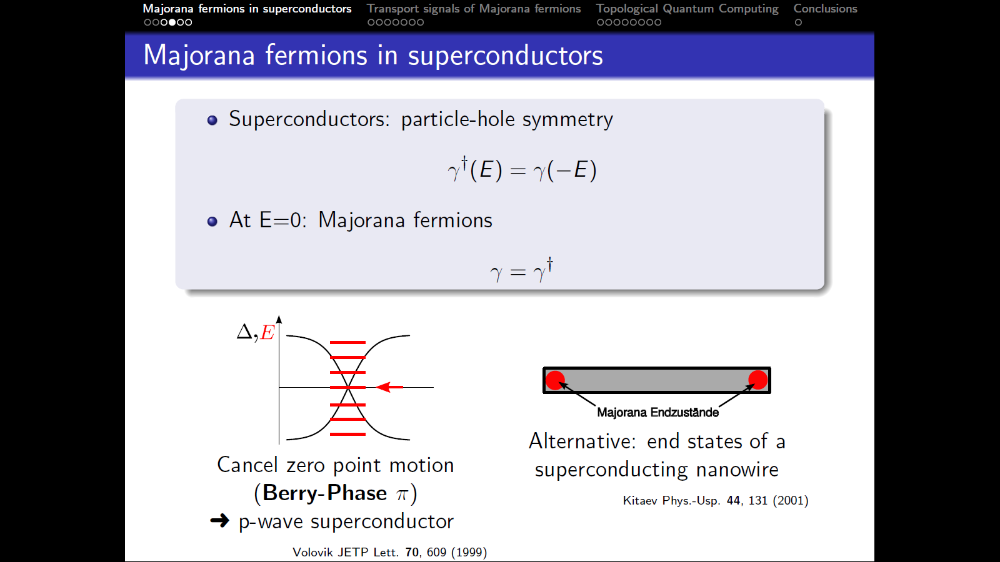 Majorana fermions in superconductors Transport signals of Majorana fermions Topological Quantum Computing Conclusions
Majorana fermions in superconductors
Superconductors: particle-hole symmetry
γ†(E) = γ(−E)
At E=0: Majorana fermions
γ = γ†
Δ,E
Cancel zero point motion
(Berry-Phase π)
➜ p-wave superconductor
Volovik JETP Lett. 70, 609 (1999)
Majorana Endzustände
Alternative: end states of a
superconducting nanowire
Kitaev Phys.-Usp. 44, 131 (2001)